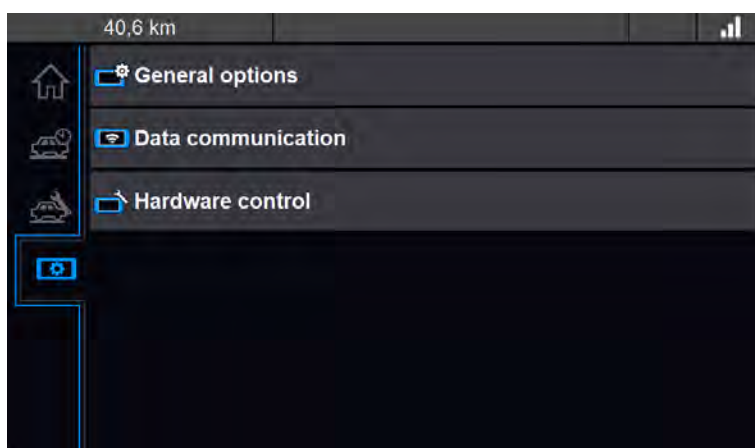 40,6 km
General options
Data communication
Hardware control